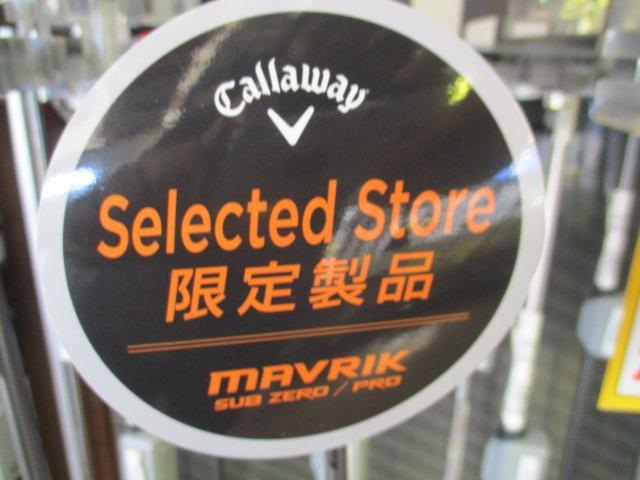 Callaway
Selected Store
限定製品
MAVRIK
SUB ZERO / PRO